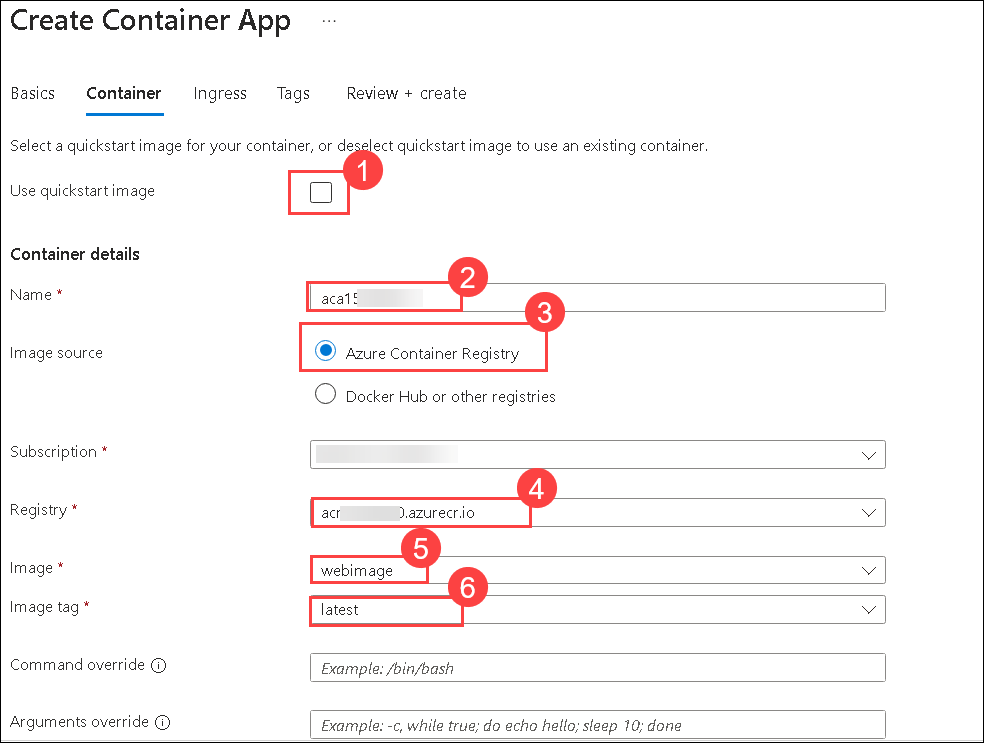 Create Container App ...
Basics Container Ingress Tags Review + create
Select a quickstart image for your container, or deselect quickstart image to use an existing container.
1
Use quickstart image
Container details
2
Name * aca15
3
Image source Azure Container Registry
Docker Hub or other registries
Subscription *
4
Registry * acr 0.azurecr.io
5
Image * webimage
6
Image tag * latest
Command override Example: /bin/bash
Arguments override Example: -c, while true; do echo hello; sleep 10; done